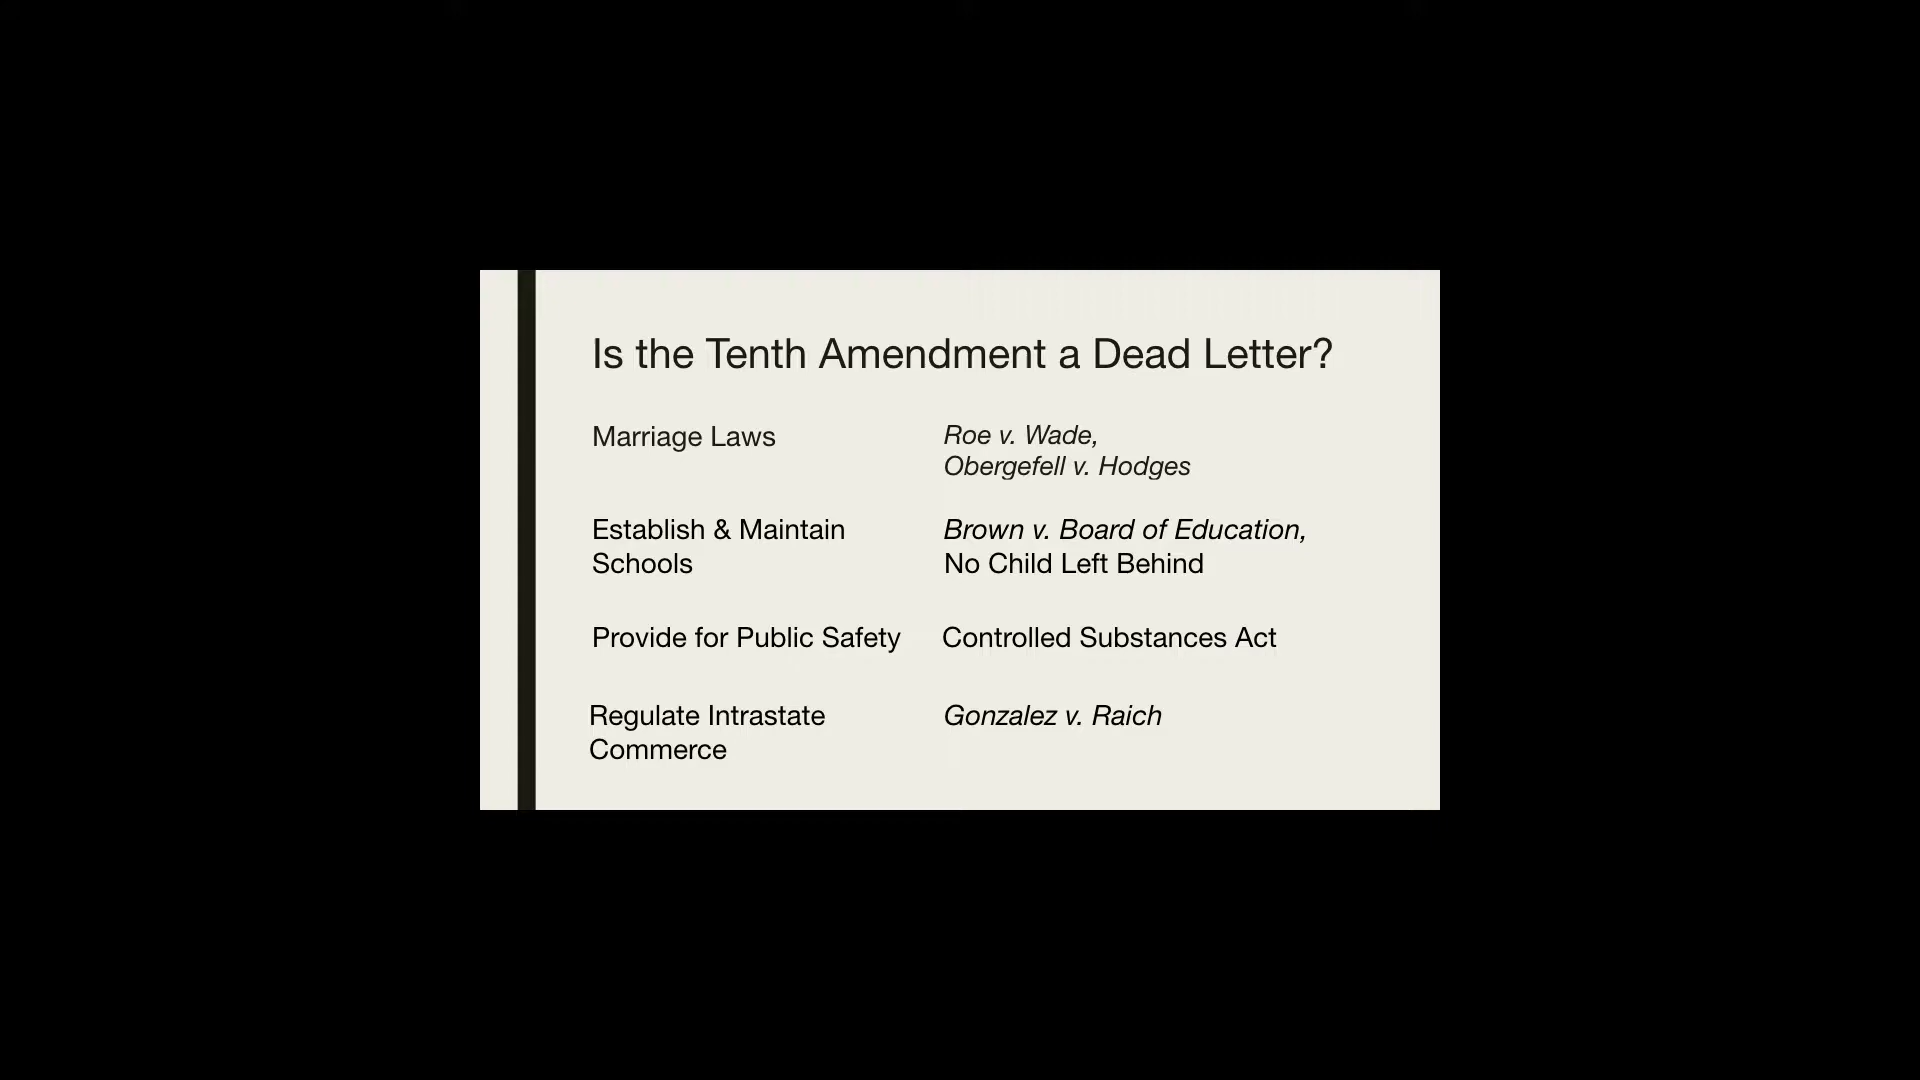 Is the Tenth Amendment a Dead Letter?
Marriage Laws
Roe v. Wade,
Obergefell v. Hodges
Establish & Maintain
Schools
Brown v. Board of Education,
No Child Left Behind
Provide for Public Safety
Controlled Substances Act
Regulate Intrastate
Commerce
Gonzalez v. Raich